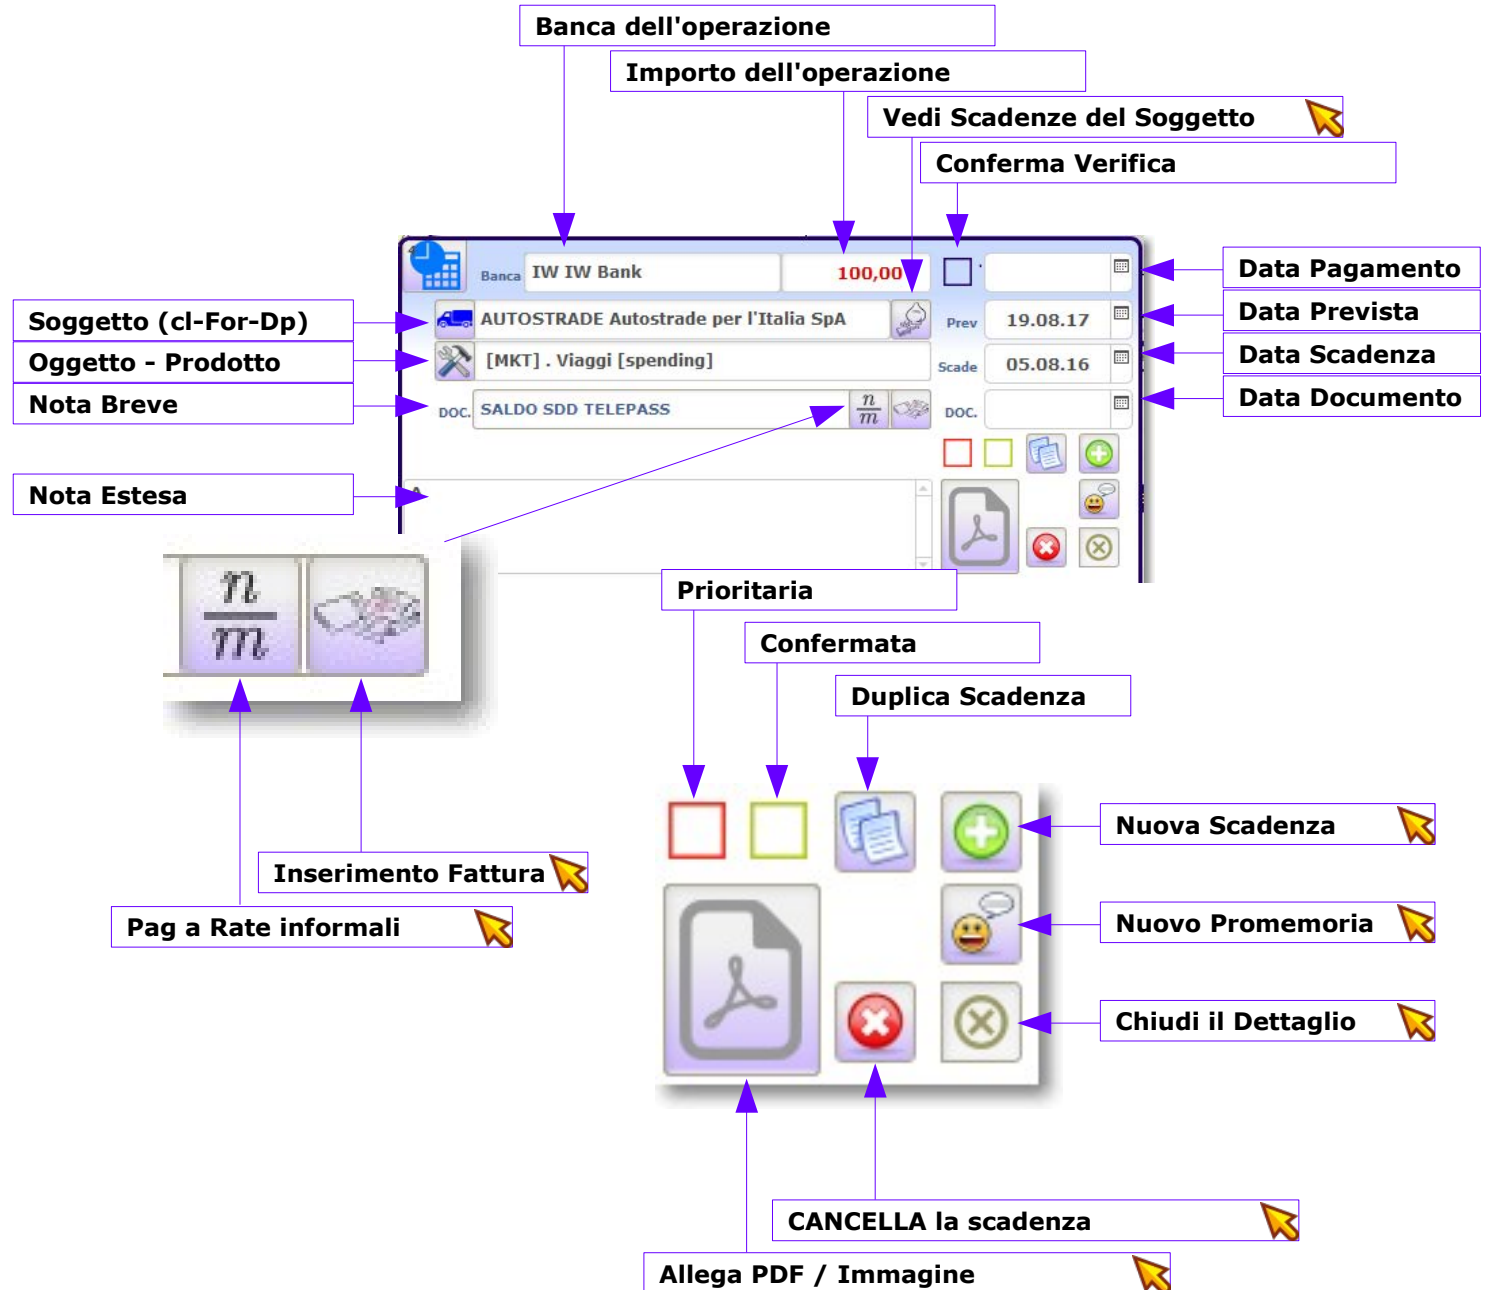 Banca dell'operazione
Importo dell'operazione
Vedi Scadenze del Soggetto
Conferma Verifica
Banca IW IW Bank 100,00
Data Pagamento
Soggetto (cl-For-Dp)
AUTOSTRADE Autostrade per l'Italia SpA
Prev 19.08.17
Data Prevista
Oggetto - Prodotto
[MKT] . Viaggi [spending]
Scade 05.08.16
Data Scadenza
Nota Breve
DOC. SALDO SDD TELEPASS
n
m
DOC.
Data Documento
Nota Estesa
n
m
Prioritaria
Confermata
Duplica Scadenza
Nuova Scadenza
Inserimento Fattura
Pag a Rate informali
Nuovo Promemoria
Chiudi il Dettaglio
CANCELLA la scadenza
Allega PDF / Immagine